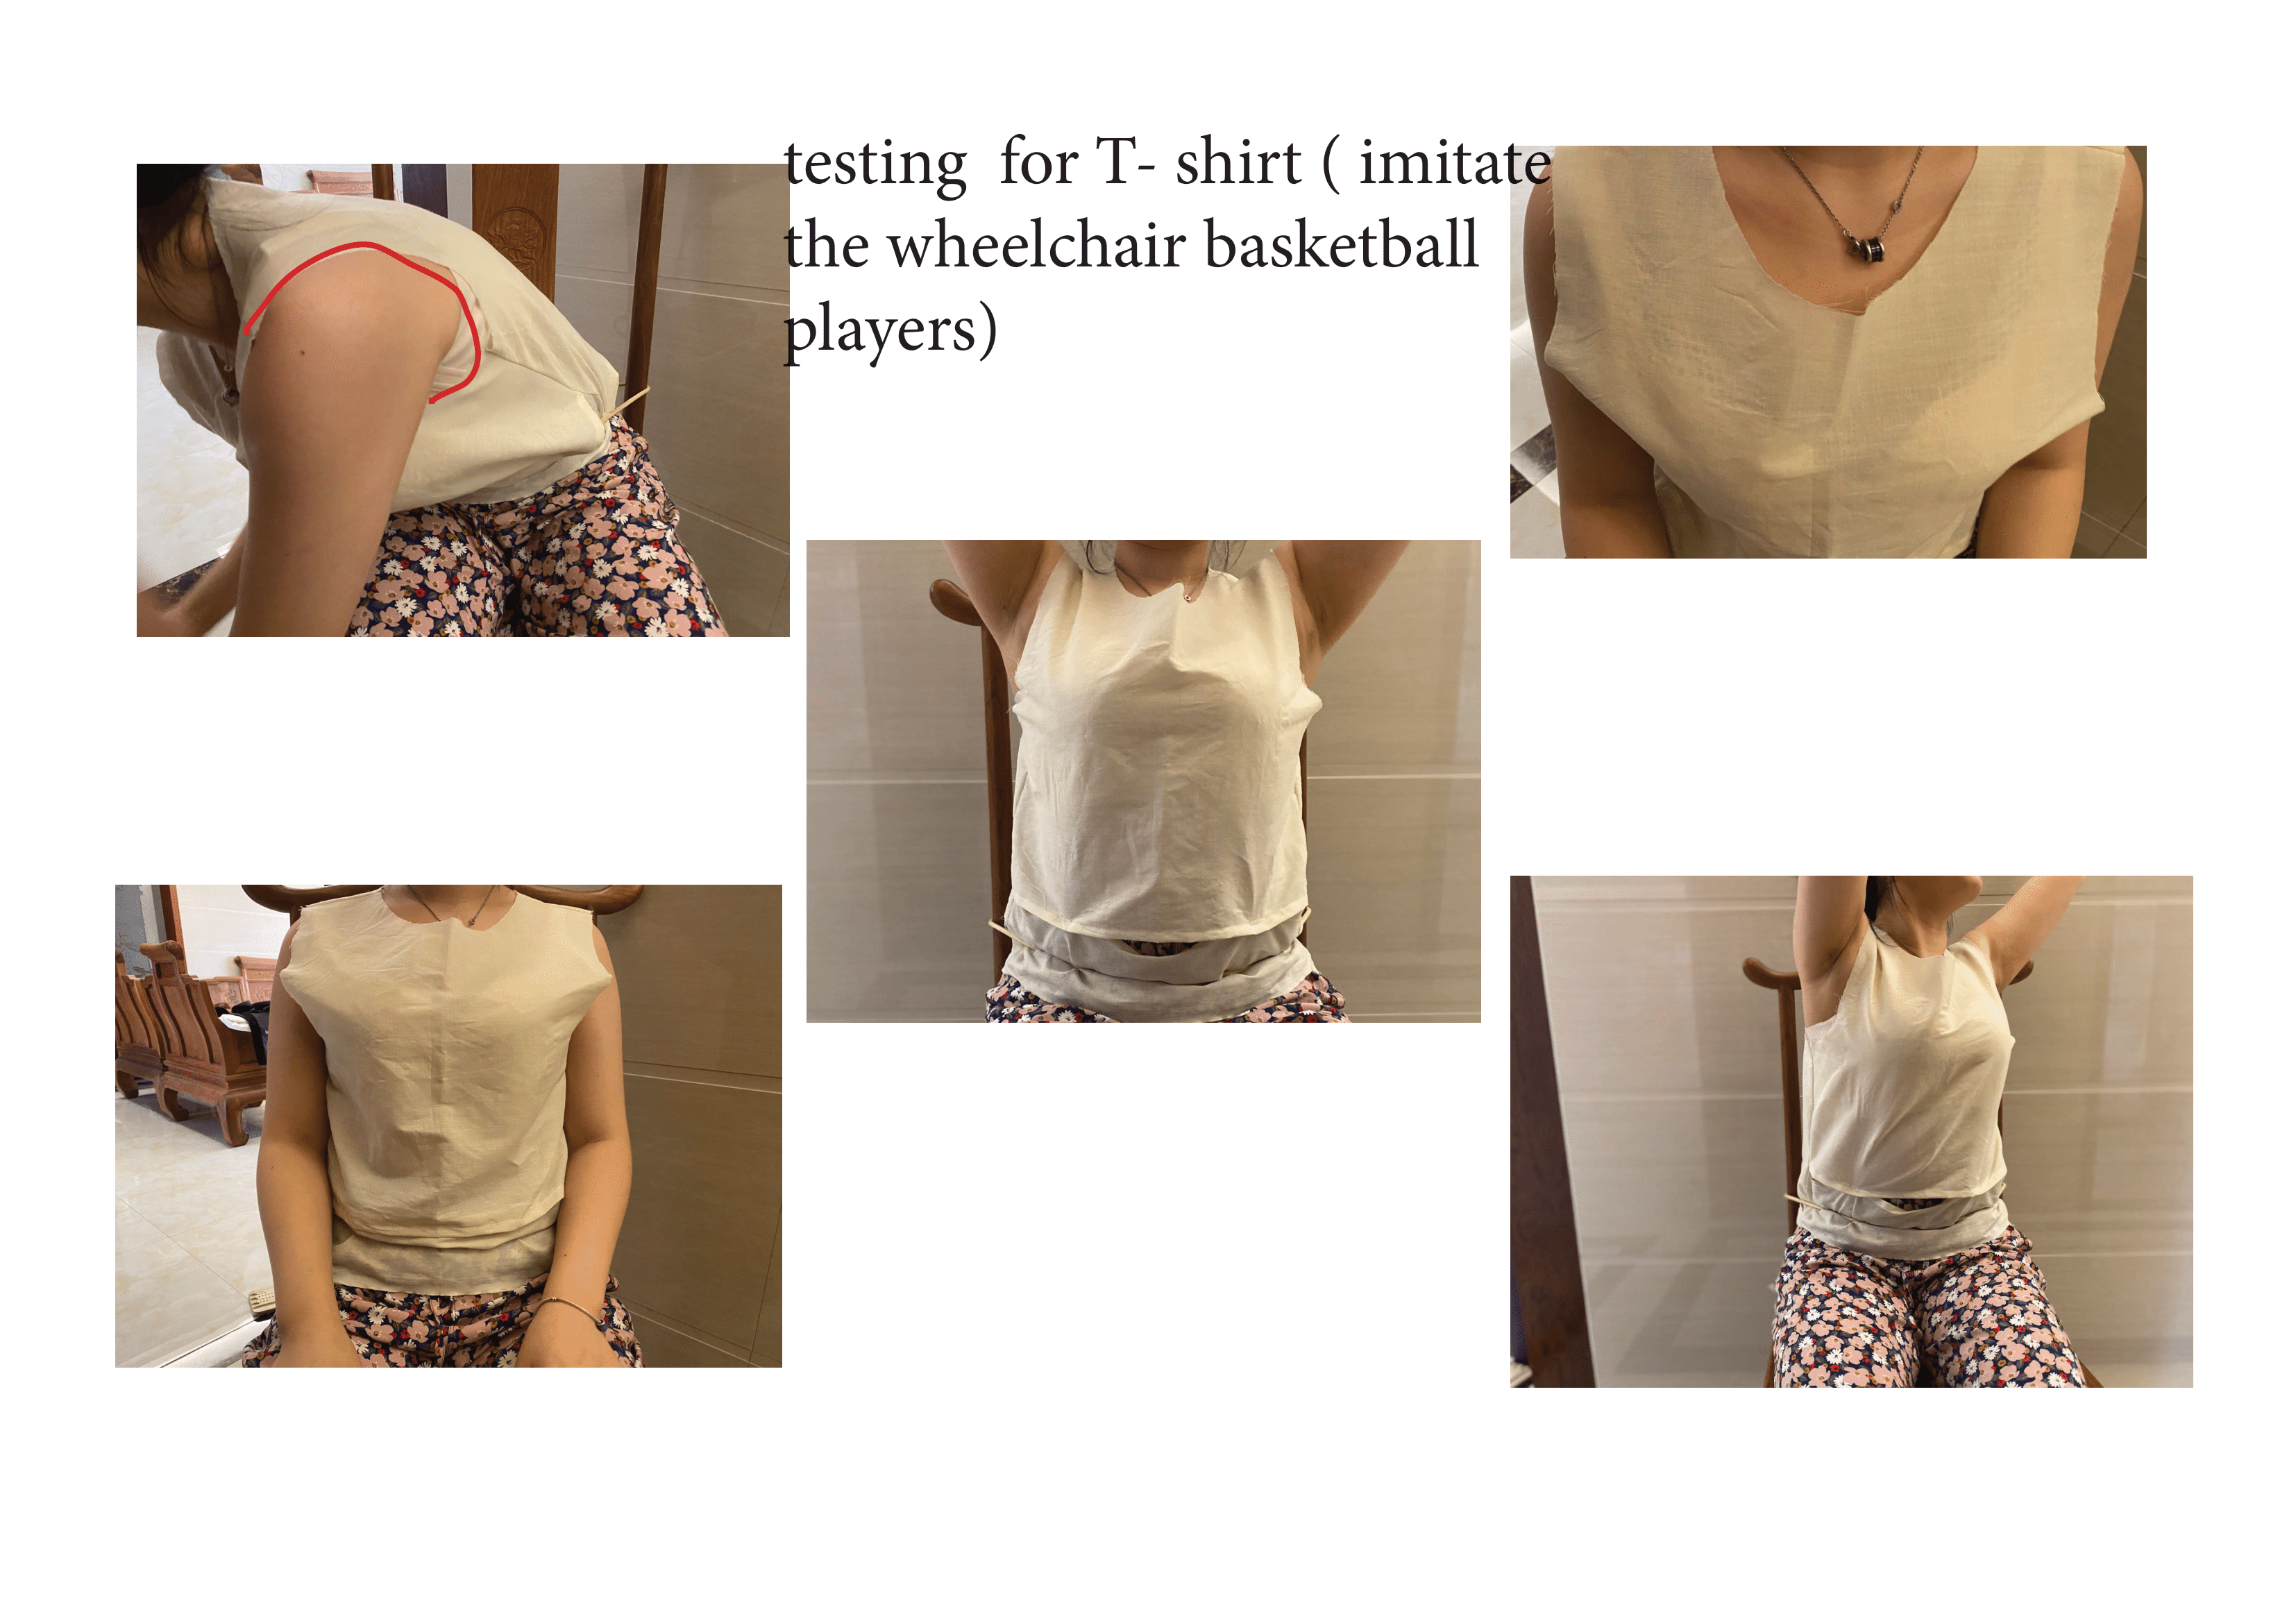 testing  for T- shirt ( imitate
the wheelchair basketball
players)